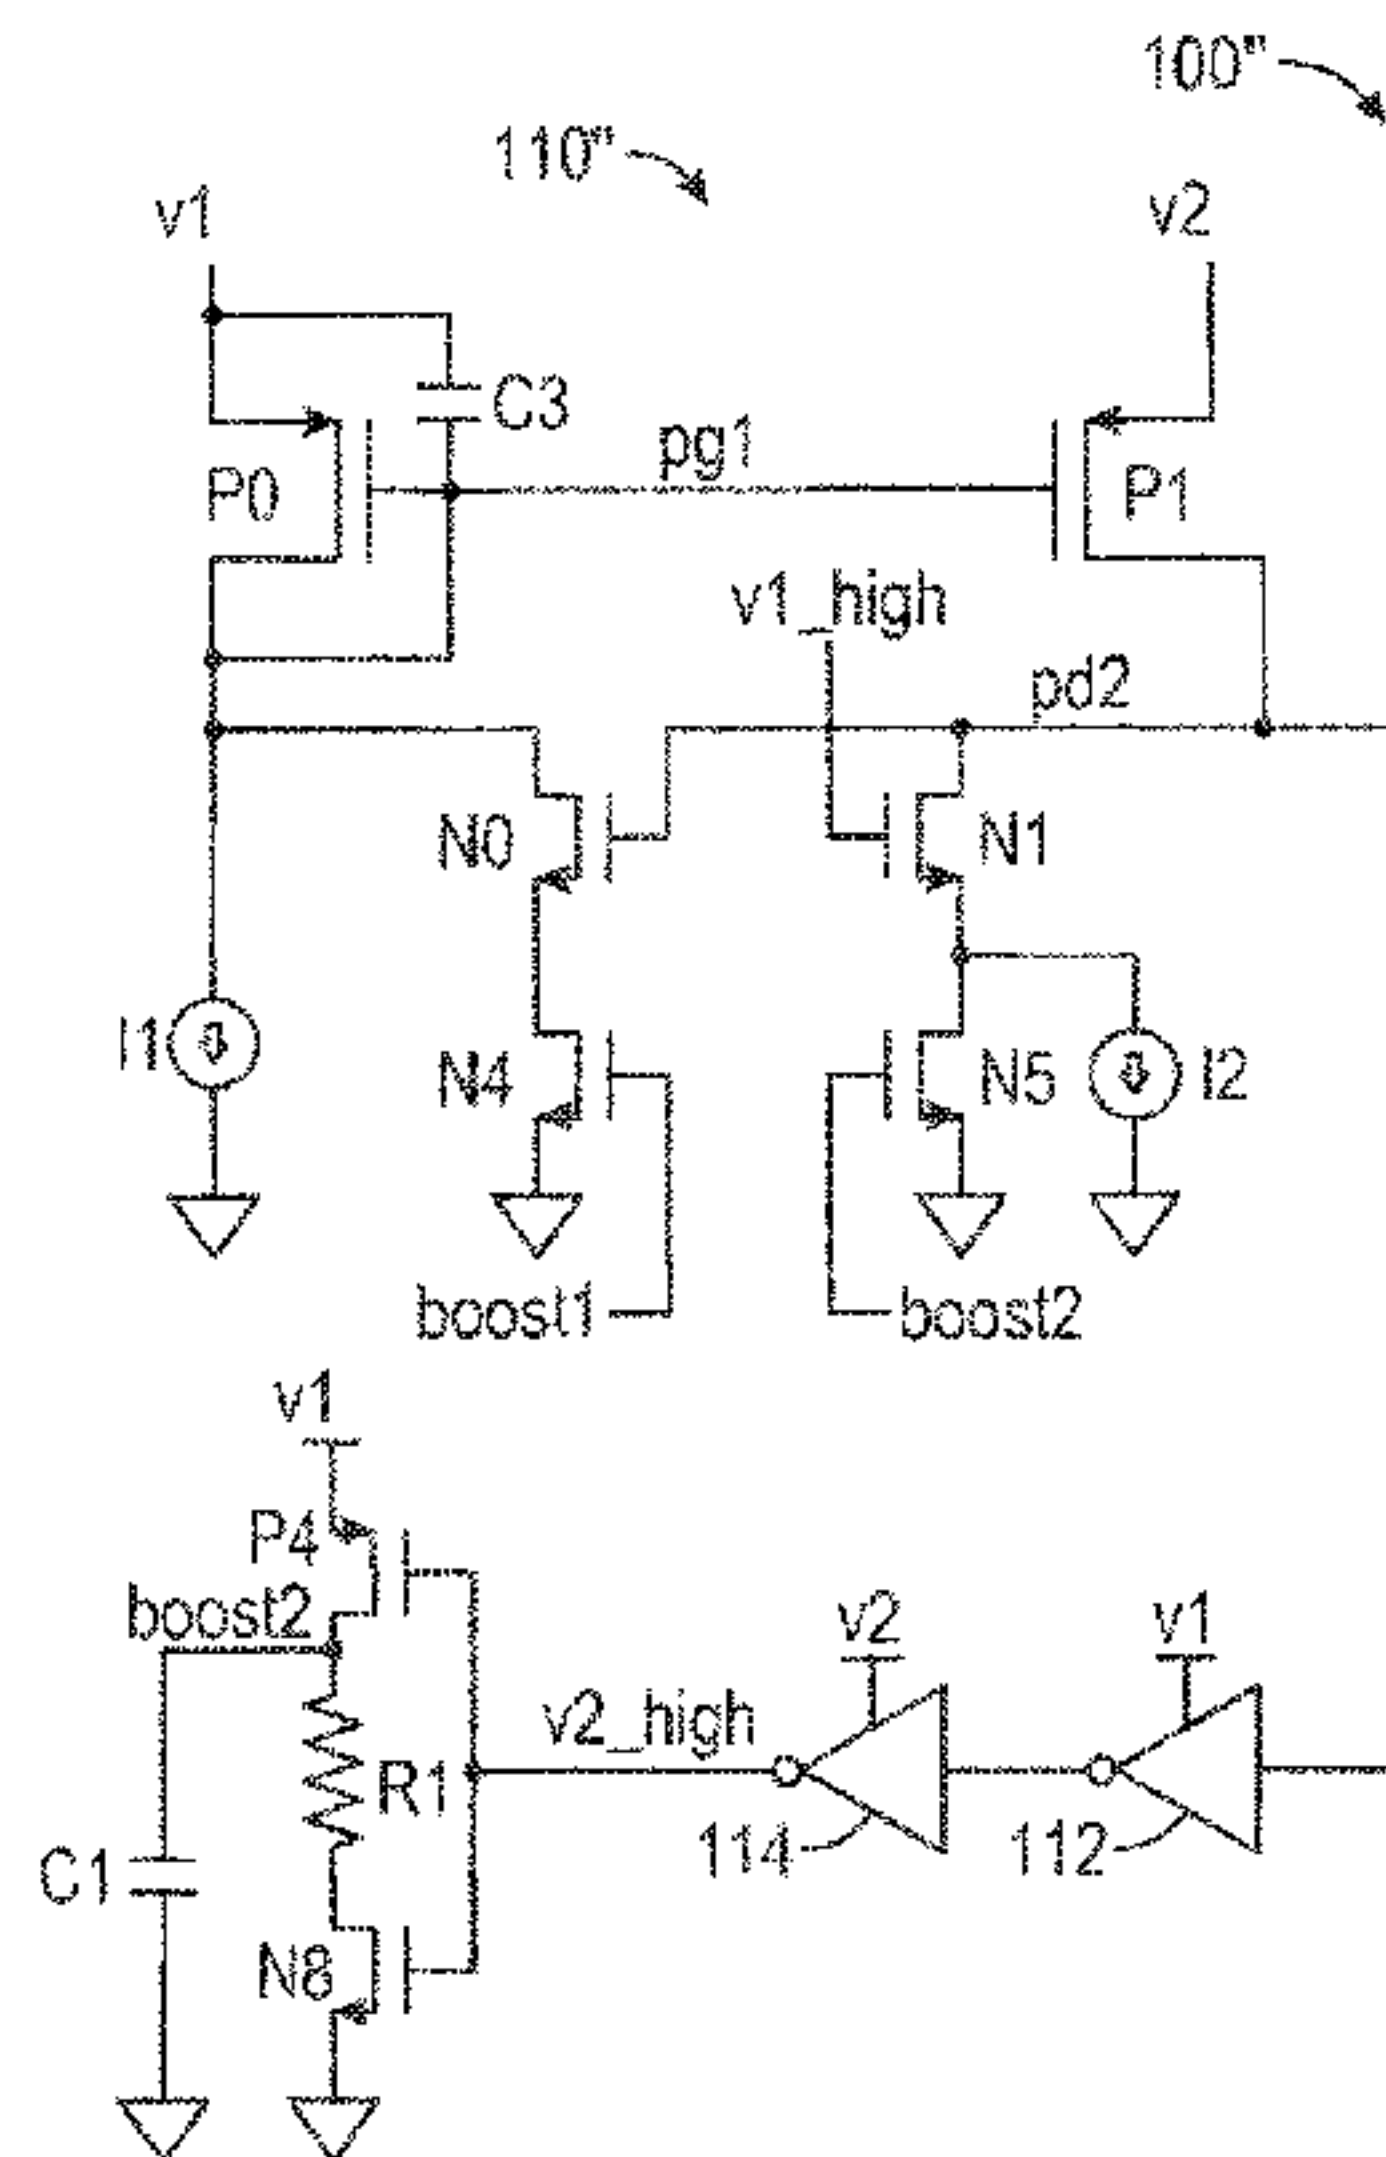 100"
110"
v1
v2
C3
pg1
P0
P1
v1_high
pd2
N0
N1
I1
N4
N5
I2
boost1
boost2
v1
P4
boost2
v2
v1
v2_high
R1
114
112
C1
N8